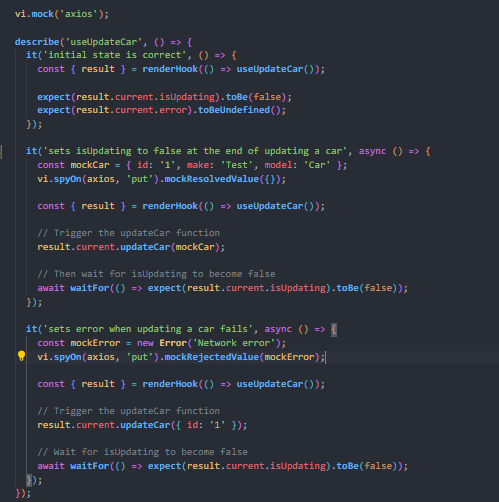 vi.mock('axios');
describe('useUpdateCar', () => {
it('initial state is correct', () => {
const { result } = renderHook(() => useUpdateCar());
expect(result.current.isUpdating).toBe(false);
expect(result.current.error).toBeUndefined();
});
it('sets isUpdating to false at the end of updating a car', async () => {
const mockCar = { id: '1', make: 'Test', model: 'Car' };
vi.spyOn(axios, 'put').mockResolvedValue({});
const { result } = renderHook(() => useUpdateCar());
// Trigger the updateCar function
result.current.updateCar(mockCar);
// Then wait for isUpdating to become false
await waitFor(() => expect(result.current.isUpdating).toBe(false));
});
it('sets error when updating a car fails', async () => {
const mockError = new Error('Network error');
vi.spyOn(axios, 'put').mockRejectedValue(mockError);
const { result } = renderHook(() => useUpdateCar());
// Trigger the updateCar function
result.current.updateCar({ id: '1' });
// Wait for isUpdating to become false
await waitFor(() => expect(result.current.isUpdating).toBe(false));
});
});